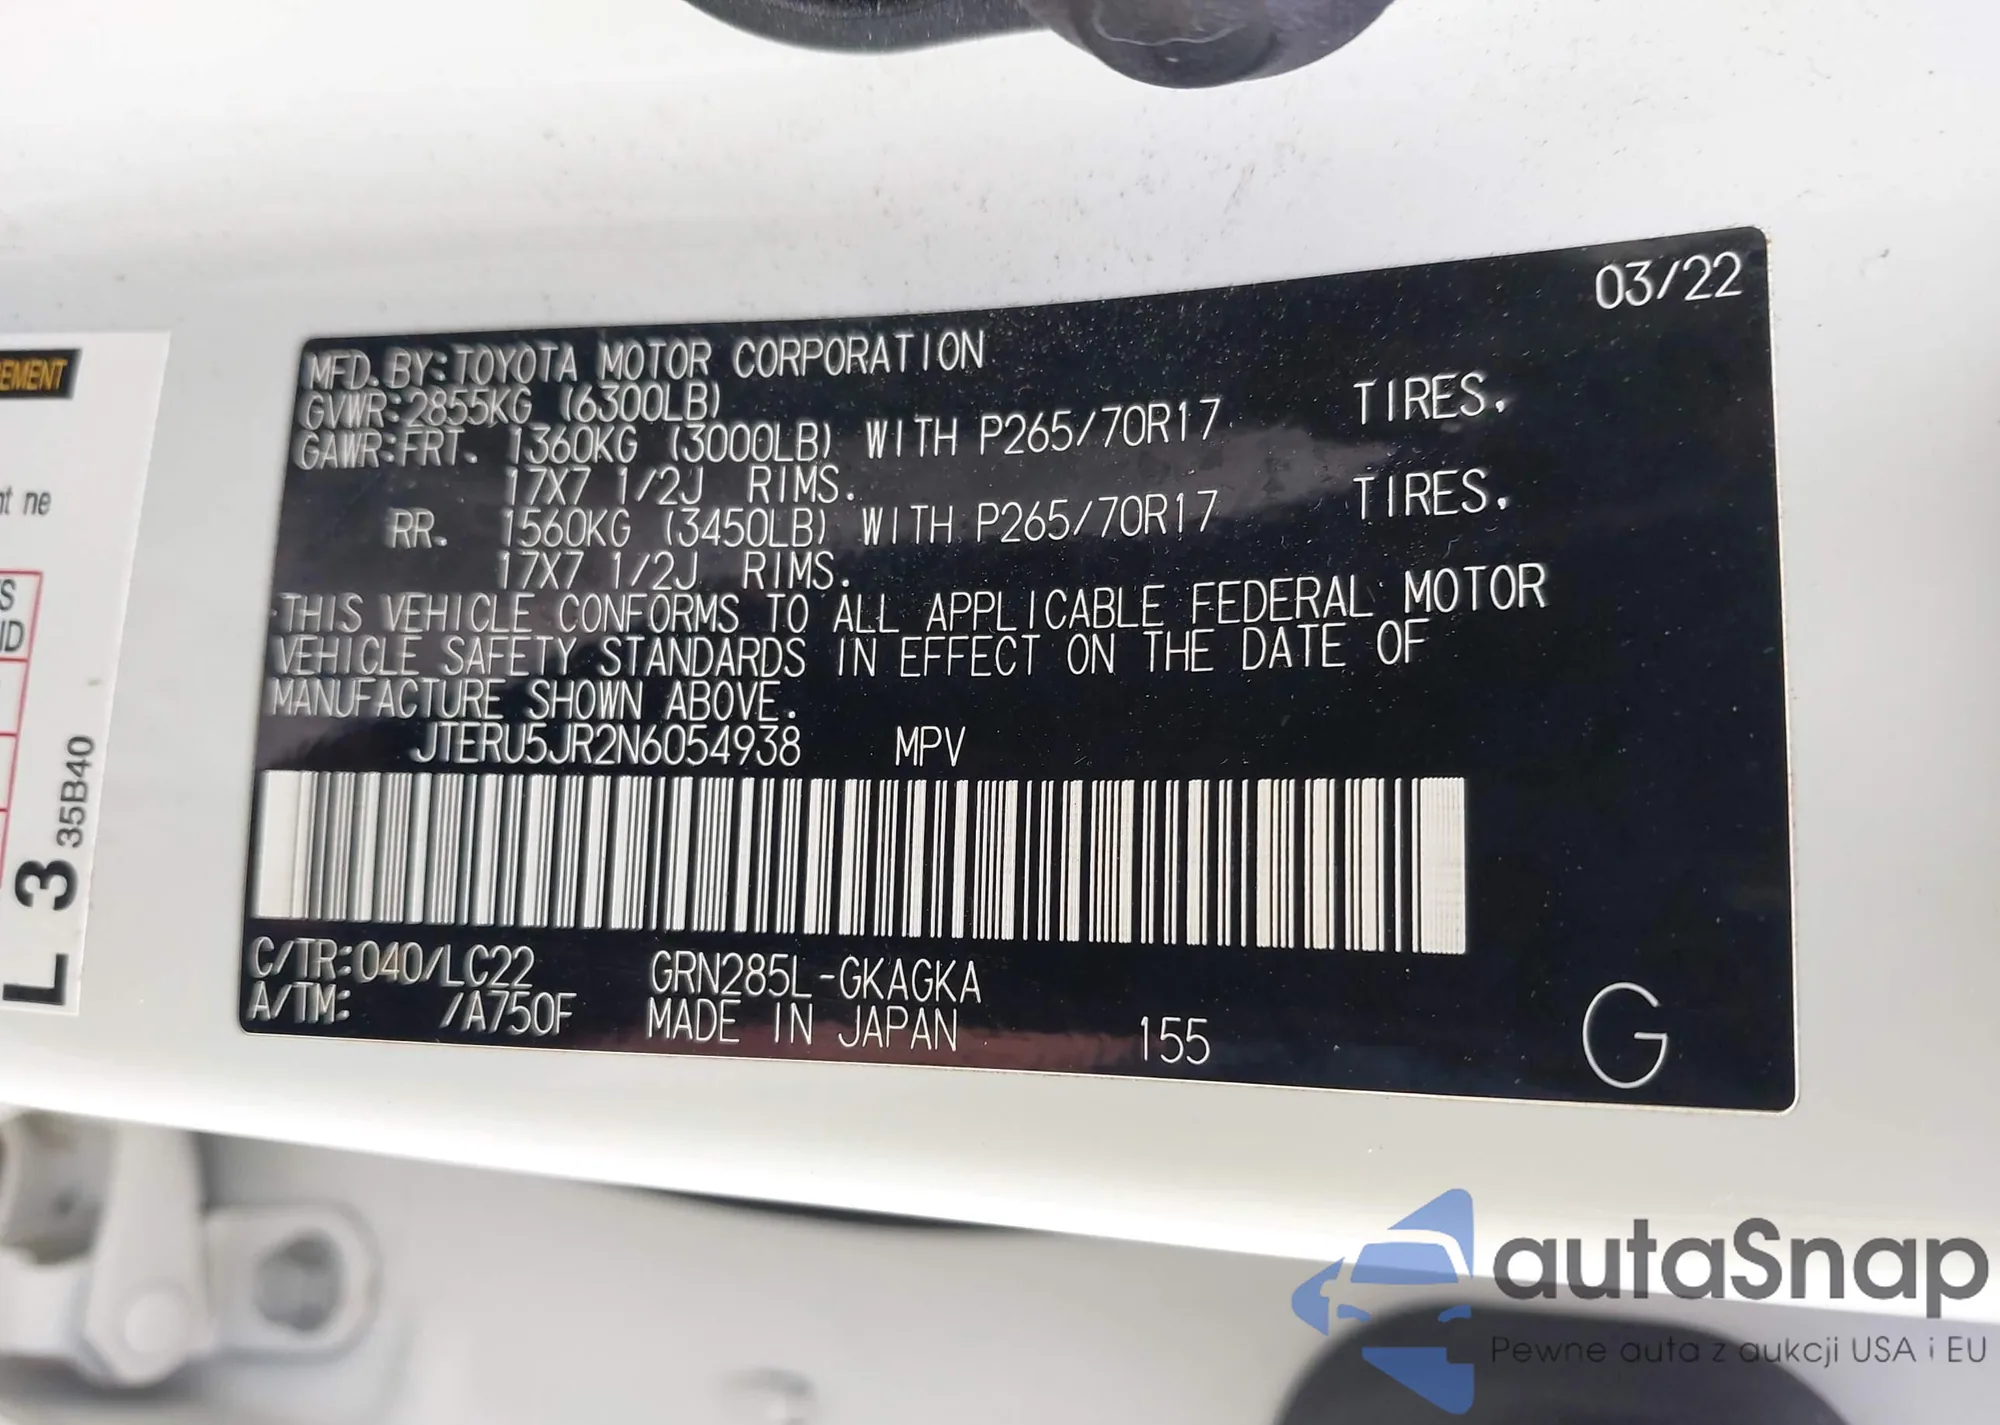 03/22
MFD. BY: TOYOTA MOTOR CORPORATION
GVWR: 2855KG (6300LB)
GAWR: FRT. 1360KG (3000LB) WITH P265/70R17 TIRES.
17X7 1/2J RIMS.
RR. 1560KG (3450LB) WITH P265/70R17 TIRES.
17X7 1/2J RIMS.
THIS VEHICLE CONFORMS TO ALL APPLICABLE FEDERAL MOTOR
VEHICLE SAFETY STANDARDS IN EFFECT ON THE DATE OF
MANUFACTURE SHOWN ABOVE.
JTERU5JR2N6054938 MPV
C/TR: 040/LC22 GRN285L-GKAGKA
A/TM: /A750F MADE IN JAPAN 155 G
L 3 35B40
ne
autaSnap
Pewne auta z aukcji USA i EU